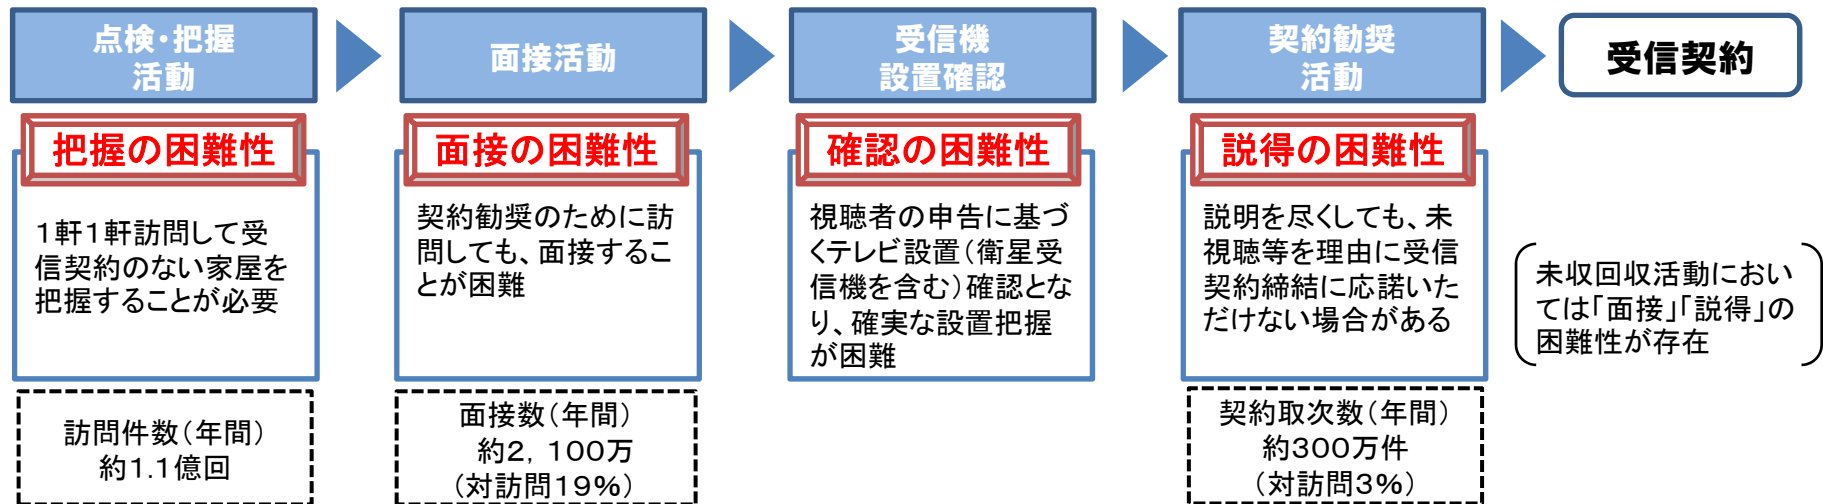 点検・把握
活動
面接活動
受信機
設置確認
契約勧奨
活動
受信契約
把握の困難性
1軒1軒訪問して受
信契約のない家屋を
把握することが必要
訪問件数(年間)
約1.1億回
面接の困難性
契約勧奨のために訪
問しても、面接するこ
とが困難
面接数(年間)
約2,100万
(対訪問19%)
確認の困難性
視聴者の申告に基づ
くテレビ設置(衛星受
信機を含む)確認とな
り、確実な設置把握
が困難
説得の困難性
説明を尽くしても、未
視聴等を理由に受信
契約締結に応諾いた
だけない場合がある
契約取次数(年間)
約300万件
(対訪問3%)
未収回収活動におい
ては「面接」「説得」の
困難性が存在